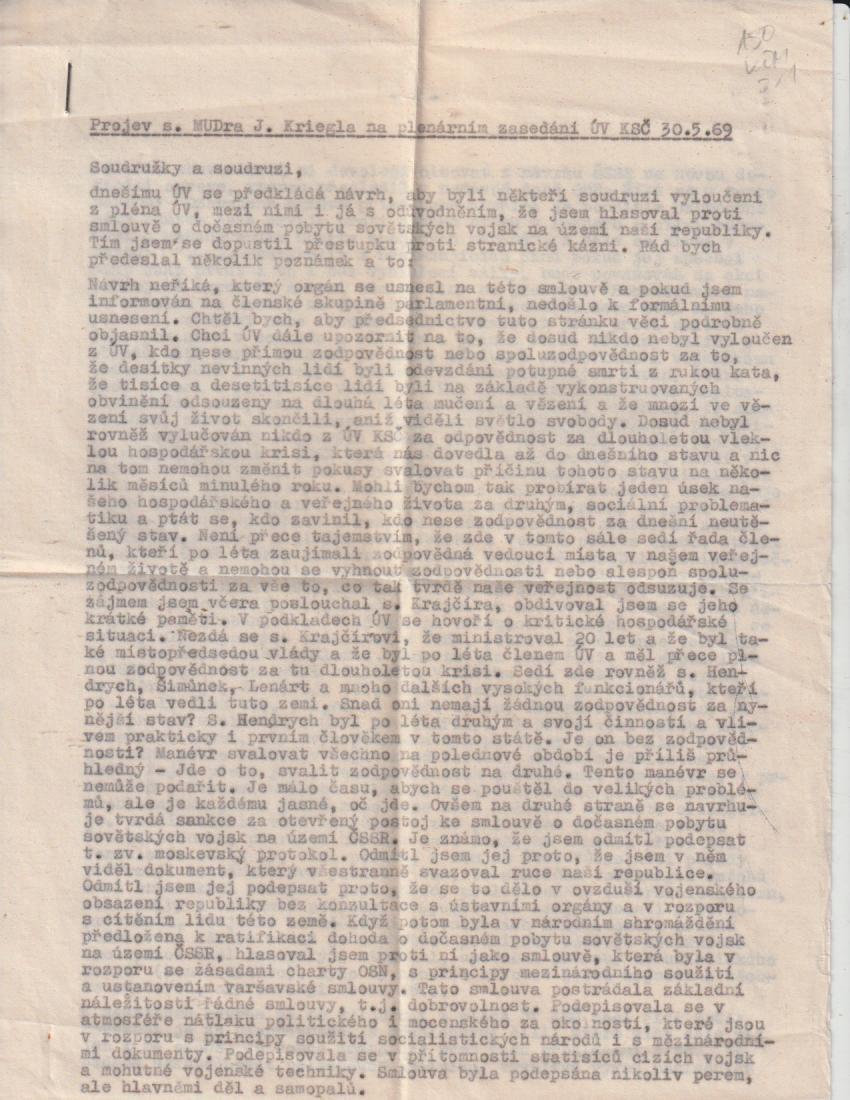 150
Projev s. MUDra J. Kriegla na plenárním zasedání ÚV KSČ 30.5.69
Soudružky a soudruzi,
dnešímu ÚV se předkládá návrh, aby byli někteří soudruzi vyloučeni
z pléna ÚV, mezi nimi i já s odůvodněním, že jsem hlasoval proti
smlouvě o dočasném pobytu sovětských vojsk na území naší republiky.
Tím jsem se dopustil přestupku proti stranické kázni. Rád bych
předeslal několik poznámek a to:
Návrh neříká, který orgán se usnesl na této smlouvě a pokud jsem
informován na členské skupině parlamentní, nedošlo k formálnímu
usnesení. Chtěl bych, aby předsednictvo tuto stránku věci podrobně
objasnil. Chci ÚV dále upozornit na to, že dosud nikdo nebyl vyloučen
z ÚV, kdo nese přímou zodpovědnost nebo spoluzodpovědnost za to,
že desítky nevinných lidí byli odevzdáni potupné smrti z rukou kata,
že tisíce a desetitisíce lidí byli na základě vykonstruovaných
obvinění odsouzeny na dlouhá léta mučení a vězení a že mnozí ve vě-
zení svůj život skončili, aniž viděli světlo svobody. Dosud nebyl
rovněž vylučován nikdo z ÚV KSČ za odpovědnost za dlouholetou vlek-
lou hospodářskou krisi, která nás dovedla až do dnešního stavu a nic
na tom nemohou změnit pokusy svalovat příčinu tohoto stavu na něko-
lik měsíců minulého roku. Mohli bychom tak probírat jeden úsek na-
šeho hospodářského a veřejného života za druhým, sociální problema-
tiku a ptát se, kdo zavinil, kdo nese zodpovědnost za dnešní neutě-
šený stav. Není přece tajemstvím, že zde v tomto sále sedí řada čle-
nů, kteří po léta zaujímali zodpovědná vedoucí místa v našem veřej-
ném životě a nemohou se vyhnout zodpovědnosti nebo alespoň spolu-
zodpovědnosti za vše to, co tak tvrdě naše veřejnost odsuzuje. Se
zájmem jsem včera poslouchal s. Krajčíra, obdivoval jsem se jeho
krátké paměti. V podkladech ÚV se hovoří o kritické hospodářské
situaci. Nezdá se s. Krajčírovi, že ministroval 20 let a že byl ta-
ké místopředsedou vlády a že byl po léta členem ÚV a měl přece pl-
nou zodpovědnost za tu dlouholetou krisi. Sedí zde rovněž s. Hen-
drych, Šimůnek, Lenárt a mnoho dalších vysokých funkcionářů, kteří
po léta vedli tuto zemi. Snad oni nemají žádnou zodpovědnost za ny-
nější stav? S. Hendrych byl po léta druhým a svojí činností a vli-
vem prakticky i prvním člověkem v tomto státě. Je on bez zodpověd-
nosti? Manévr svalovat všechno na polednové období je příliš prů-
hledný - Jde o to, svalit zodpovědnost na druhé. Tento manévr se
nemůže podařit. Je málo času, abych se pouštěl do velikých problé-
mů, ale je každému jasné, oč jde. Ovšem na druhé straně se navrhu-
je tvrdá sankce za otevřený postoj ke smlouvě o dočasném pobytu
sovětských vojsk na území ČSSR. Je známo, že jsem odmítl podepsat
t. zv. moskevský protokol. Odmítl jsem jej proto, že jsem v něm
viděl dokument, který všestranně svazoval ruce naší republice.
Odmítl jsem jej podepsat proto, že se to dělo v ovzduší vojenského
obsazení republiky bez konzultace s ústavními orgány a v rozporu
s cítěním lidu této země. Když potom byla v národním shromáždění
předložena k ratifikaci dohoda o dočasném pobytu sovětských vojsk
na území ČSSR, hlasoval jsem proti ní jako smlouvě, která byla v
rozporu se zásadami charty OSN, s principy mezinárodního soužití
a ustanovením varšavské smlouvy. Tato smlouva postrádala základní
náležitosti řádné smlouvy, t.j. dobrovolnost. Podepisovala se v
atmosféře nátlaku politického i mocenského za okolností, které jsou
v rozporu s principy soužití socialistických národů i s mězinárodní-
mi dokumenty. Podepisovala se v přítomnosti statisíců cizích vojsk
a mohutné vojenské techniky. Smlouva byla podepsána nikoliv perem,
ale hlavněmi děl a samopalů.